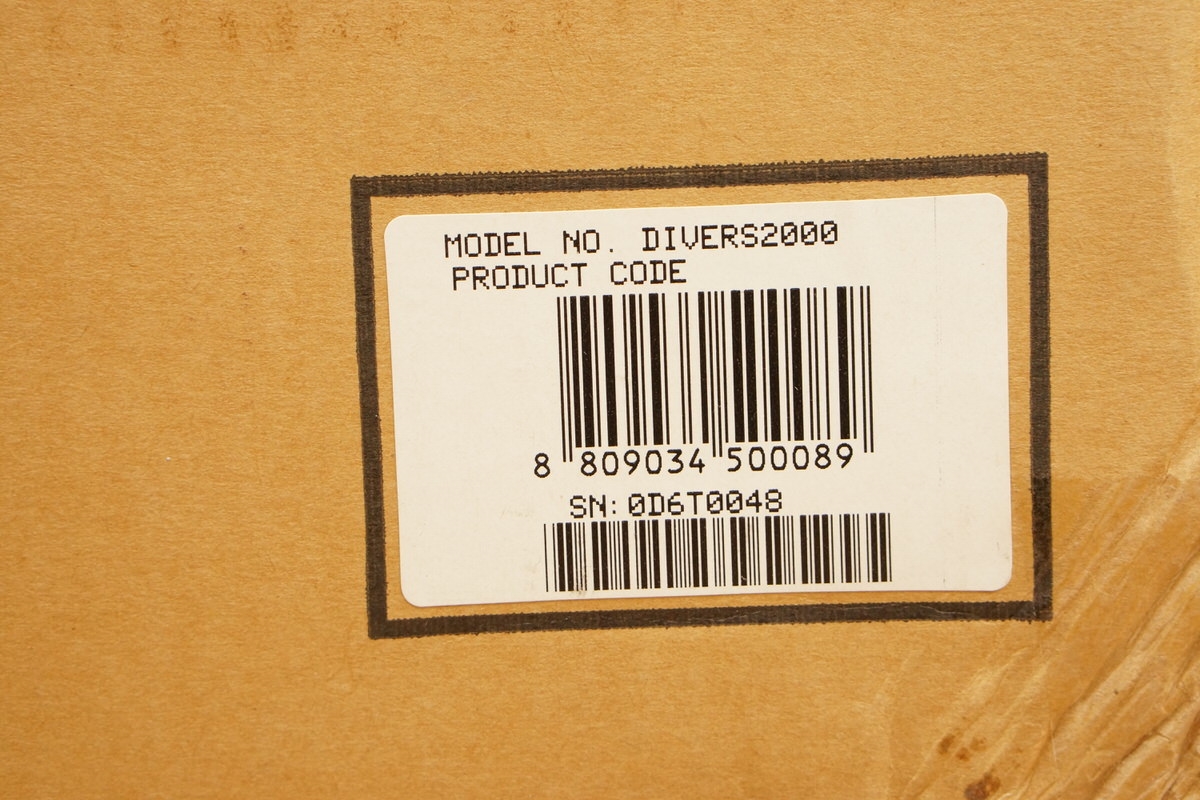 MODEL NO. DIVERS2000
PRODUCT CODE
8 809034 500089
SN:0D6T0048